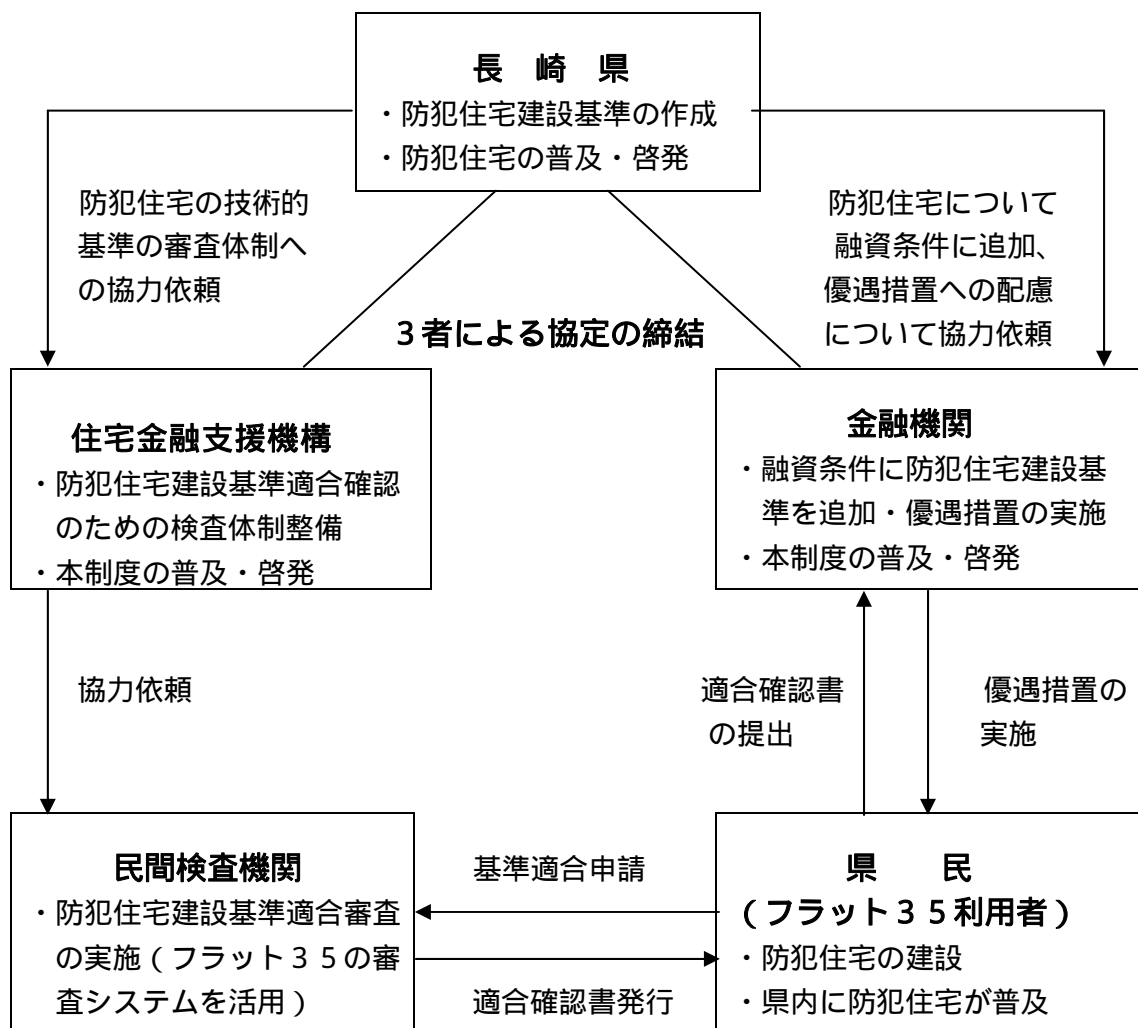 長　崎　県
・防犯住宅建設基準の作成
・防犯住宅の普及・啓発
防犯住宅の技術的
基準の審査体制へ
の協力依頼
防犯住宅について
融資条件に追加、
優遇措置への配慮
について協力依頼
３者による協定の締結
住宅金融支援機構
・防犯住宅建設基準適合確認
のための検査体制整備
・本制度の普及・啓発
金融機関
・融資条件に防犯住宅建設基
準を追加・優遇措置の実施
・本制度の普及・啓発
協力依頼
適合確認書
の提出
優遇措置の
実施
民間検査機関
・防犯住宅建設基準適合審査
の実施（フラット３５の審
査システムを活用）
基準適合申請
適合確認書発行
県　　民
（フラット３５利用者）
・防犯住宅の建設
・県内に防犯住宅が普及